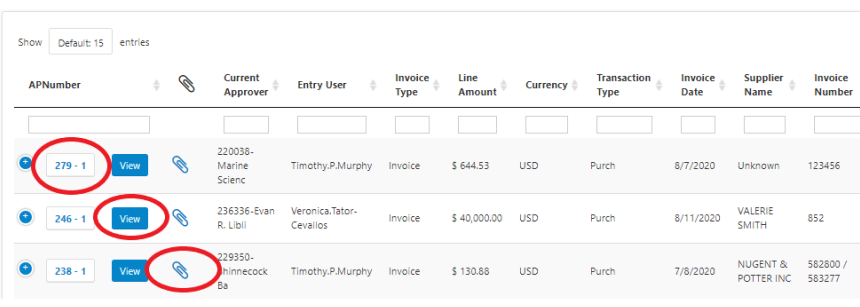 Show Default: 15 entries
APNumber Current Approver Entry User Invoice Type Line Amount Currency Transaction Type Invoice Date Supplier Name Invoice Number
279 - 1 View 220038- Marine Scienc Timothy.P.Murphy Invoice $ 644.53 USD Purch 8/7/2020 Unknown 123456
246 - 1 View 236336-Evan R. Libii Veronica.Tator- Cevallos Invoice $ 40,000.00 USD Purch 8/11/2020 VALERIE SMITH 852
238 - 1 View 229350- Shinnecock Ba Timothy.P.Murphy Invoice $ 130.88 USD Purch 7/8/2020 NUGENT & POTTER INC 582800 / 583277